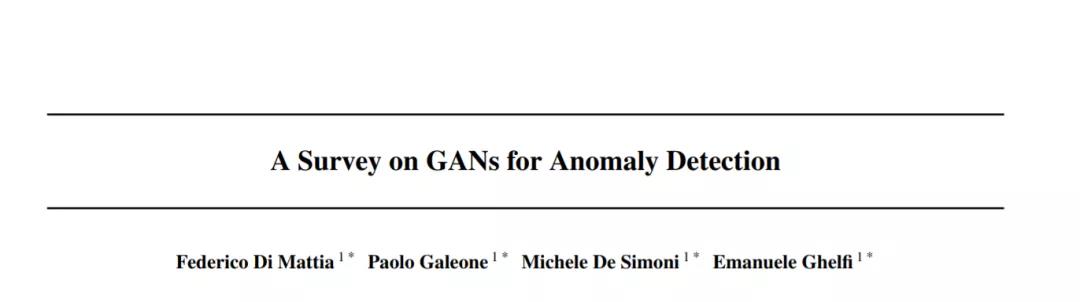 A Survey on GANs for Anomaly Detection
Federico Di Mattia 1 * Paolo Galeone 1 * Michele De Simoni 1 * Emanuele Ghelfi 1 *